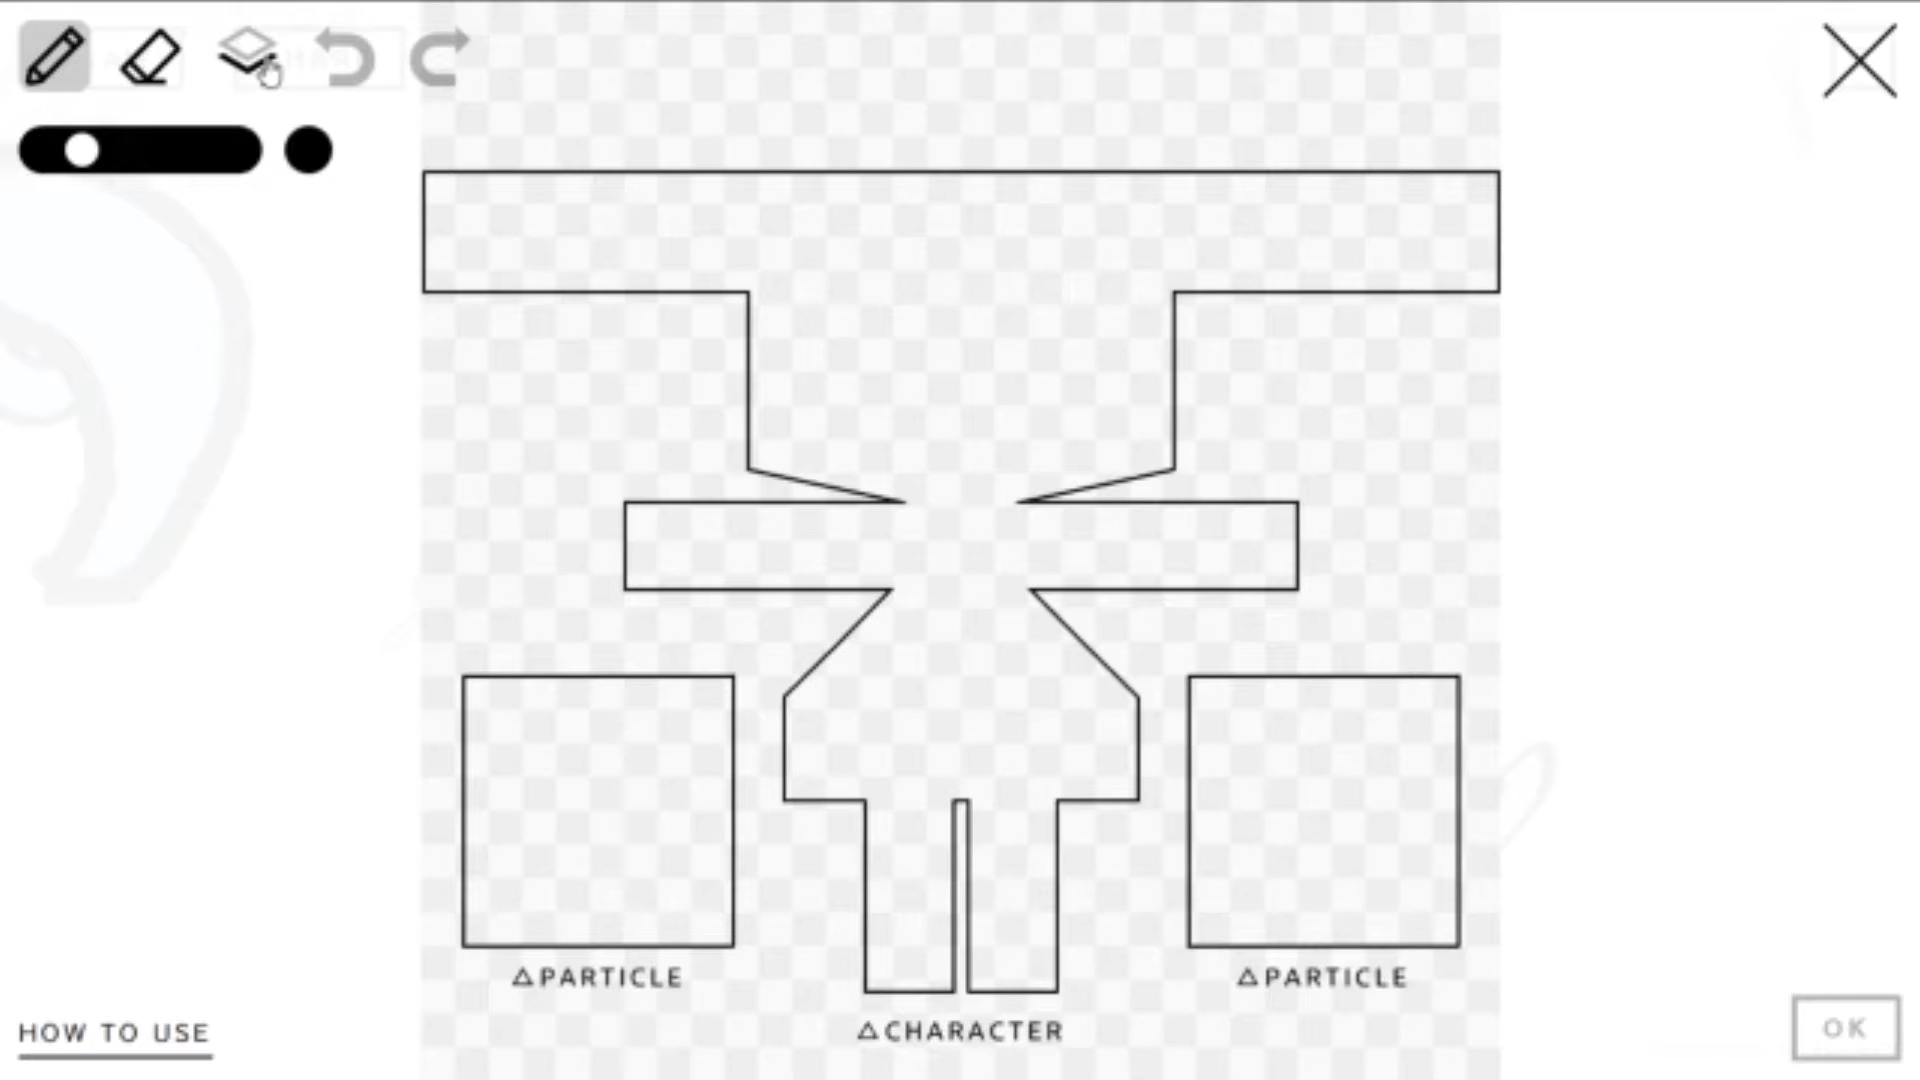 △PARTICLE
△PARTICLE
△CHARACTER
HOW TO USE
OK